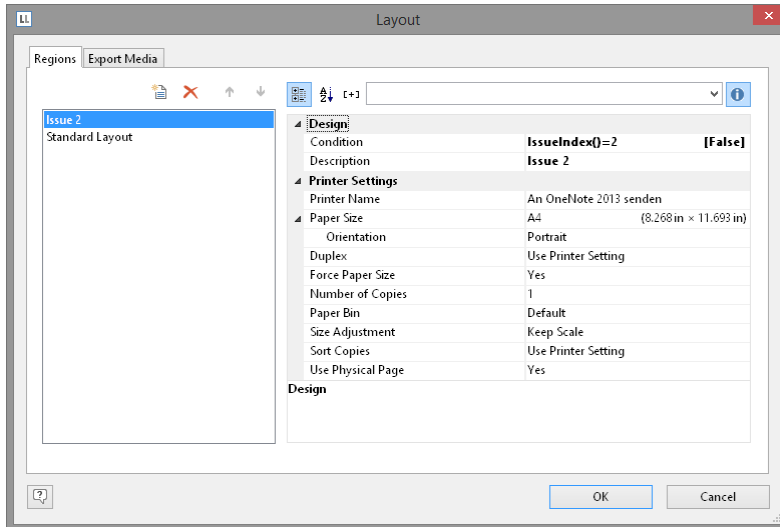 LL Layout
Regions Export Media
[+]
Issue 2
Standard Layout
Design
Condition IssueIndex()=2 [False]
Description Issue 2
Printer Settings
Printer Name An OneNote 2013 senden
Paper Size A4 {8.268 in × 11.693 in}
Orientation Portrait
Duplex Use Printer Setting
Force Paper Size Yes
Number of Copies 1
Paper Bin Default
Size Adjustment Keep Scale
Sort Copies Use Printer Setting
Use Physical Page Yes
Design
OK Cancel